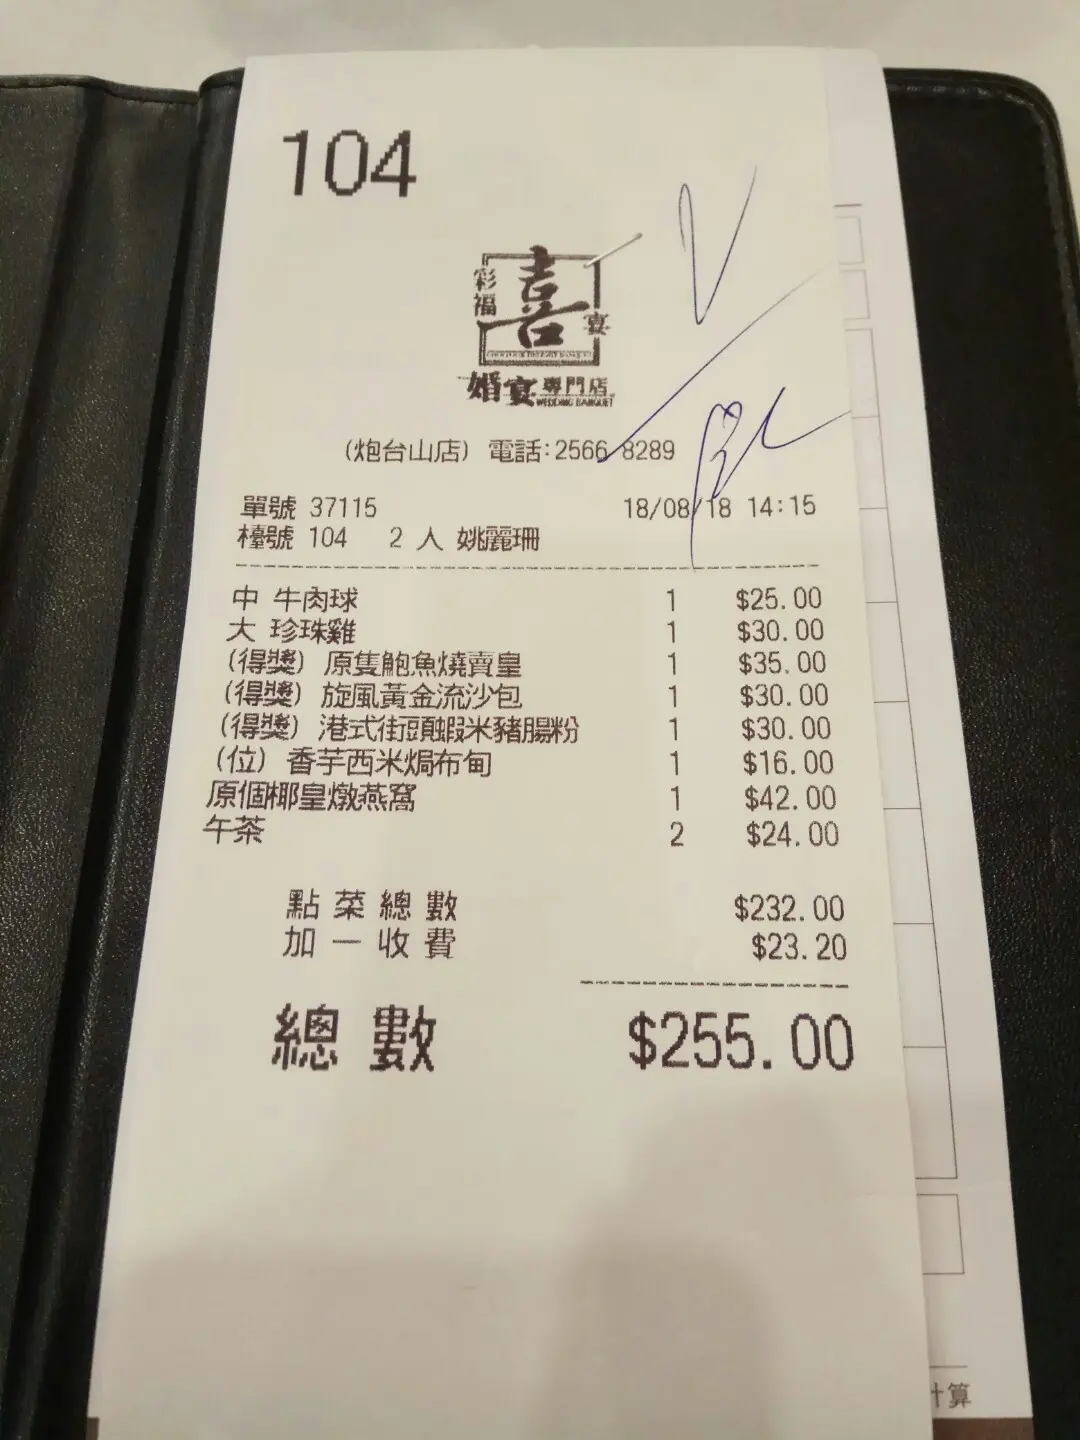 104
彩福
喜
宴
婚宴專門店
WEDDING BANQUET
(炮台山店) 電話:2566 8289
單號 37115 18/08/18 14:15
檯號 104 2 人 姚麗珊
中 牛肉球 1 $25.00
大 珍珠雞 1 $30.00
(得獎) 原隻鮑魚燒賣皇 1 $35.00
(得獎) 旋風黃金流沙包 1 $30.00
(得獎) 港式街頭蝦米豬腸粉 1 $30.00
(位) 香芋西米焗布甸 1 $16.00
原個椰皇燉燕窩 1 $42.00
午茶 2 $24.00
點菜總數 $232.00
加一收費 $23.20
總數 $255.00
計算